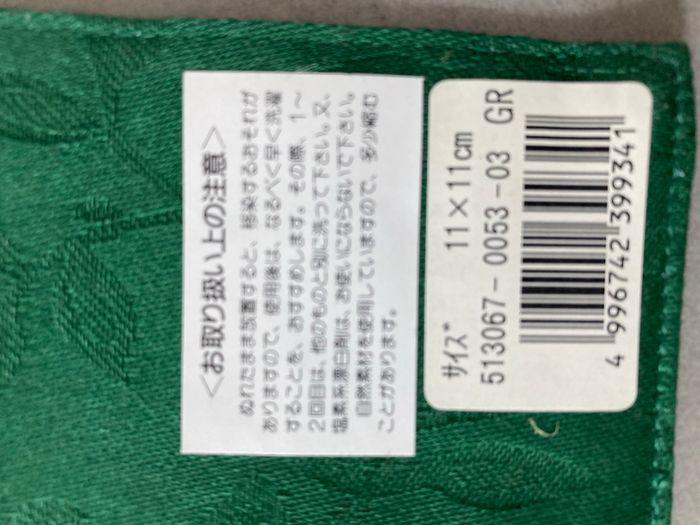 ＜お取り扱い上の注意＞
ぬれたまま放置すると、移染するおそれが
ありますので、使用後は、なるべく早く洗濯
することを、おすすめします。その際、1～
2回目は、他のものと別に洗って下さい。又、
塩素系漂白剤は、お使いにならないで下さい。
自然素材を使用していますので、多少縮む
ことがあります。
サイズ 11×11cm
513067-0053-03 GR
4 996742 399341